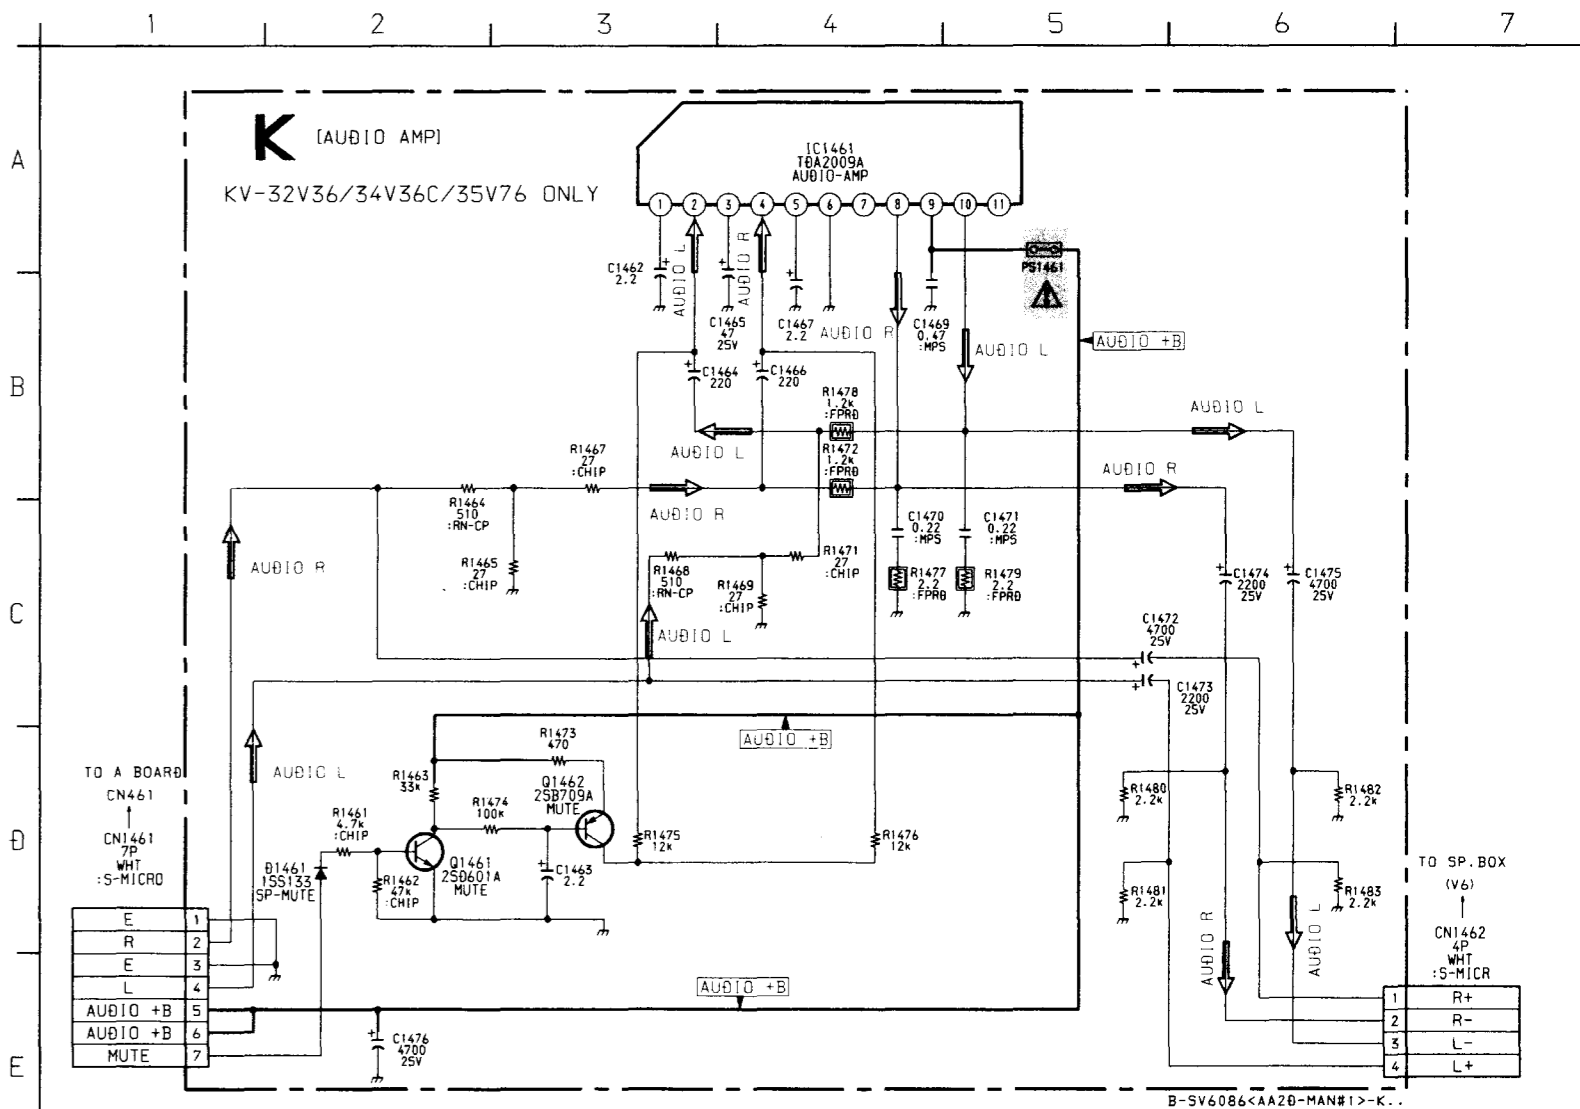 1 2 3 4 5 6 7
A
B
C
D
E
K [AUDIO AMP]
KV-32V36/34V36C/35V76 ONLY
IC1461
TDA2009A
AUDIO-AMP
1 2 3 4 5 6 7 8 9 10 11
C1462
2.2
AUDIO L
C1465
47
25V
AUDIO R
C1467
2.2
AUDIO R
C1469
0.47
:MPS
AUDIO L
PS1461
AUDIO +B
C1464
220
C1466
220
R1478
1.2k
:FPRD
AUDIO L
AUDIO L
R1472
1.2k
:FPRD
AUDIO R
R1467
27
:CHIP
R1464
510
:RN-CP
AUDIO R
R1465
27
:CHIP
AUDIO R
R1468
510
:RN-CP
R1469
27
:CHIP
R1471
27
:CHIP
C1470
0.22
:MPS
C1471
0.22
:MPS
R1477
2.2
:FPRD
R1479
2.2
:FPRD
C1474
2200
25V
C1475
4700
25V
AUDIO L
C1472
4700
25V
C1473
2200
25V
AUDIO +B
AUDIO L
R1473
470
R1463
33k
R1474
100k
Q1462
2SB709A
MUTE
R1461
4.7k
:CHIP
D1461
1SS133
SP-MUTE
R1462
47k
:CHIP
Q1461
2SD601A
MUTE
C1463
2.2
R1475
12k
R1476
12k
R1480
2.2k
R1482
2.2k
R1481
2.2k
R1483
2.2k
AUDIO R
AUDIO L
TO A BOARD
CN461
CN1461
7P
WHT
:S-MICRO
E 1
R 2
E 3
L 4
AUDIO +B 5
AUDIO +B 6
MUTE 7
AUDIO +B
C1476
4700
25V
TO SP.BOX
(V6)
CN1462
4P
WHT
:S-MICR
1 R+
2 R-
3 L-
4 L+
B-SV6086<AA2D-MAN#1>-K..